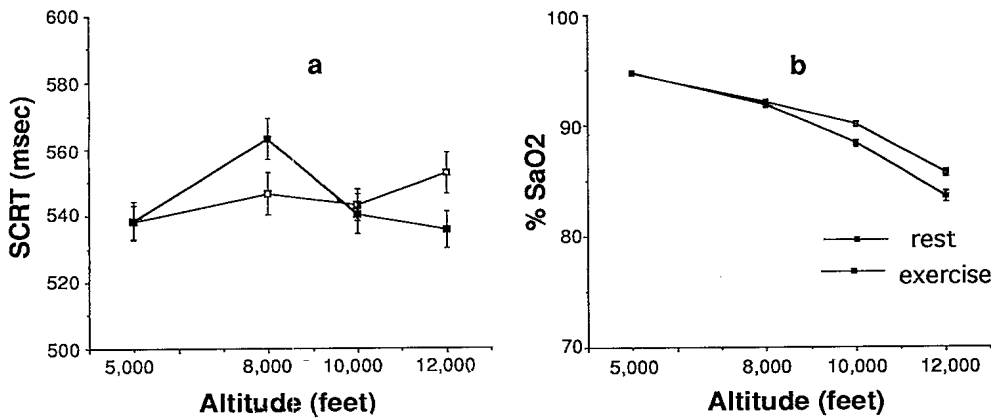 600
580
560
540
520
500
SCRT (msec)
a
5,000
8,000
10,000
12,000
Altitude (feet)
100
90
80
70
% SaO2
b
rest
exercise
5,000
8,000
10,000
12,000
Altitude (feet)